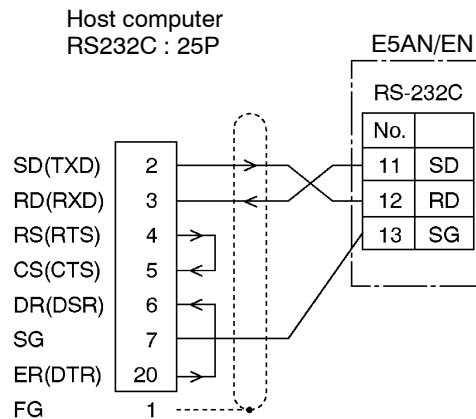 Host computer
RS232C : 25P
E5AN/EN
RS-232C
No.
SD(TXD) 2 11 SD
RD(RXD) 3 12 RD
RS(RTS) 4 13 SG
CS(CTS) 5
DR(DSR) 6
SG 7
ER(DTR) 20
FG 1